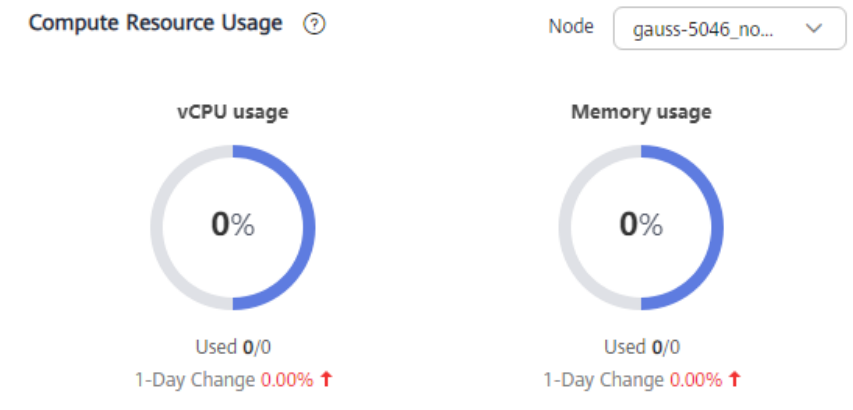 Compute Resource Usage ? Node gauss-5046_no...
vCPU usage Memory usage
0% 0%
Used 0/0 Used 0/0
1-Day Change 0.00% ↑ 1-Day Change 0.00% ↑